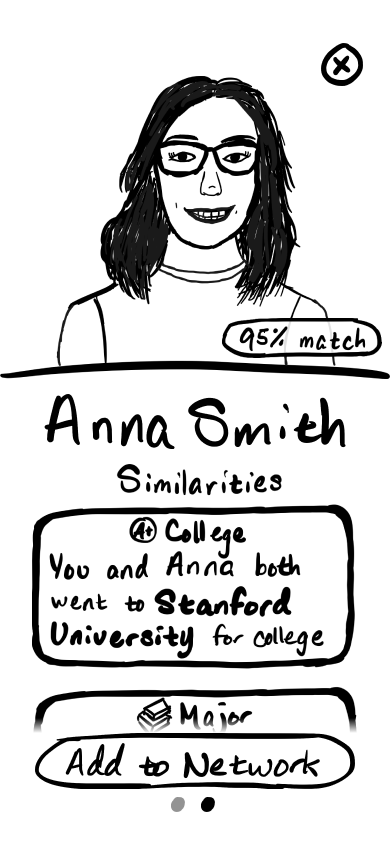 95% match
Anna Smith
Similarities
A+ College
You and Anna both
went to Stanford
University for college
Major
Add to Network